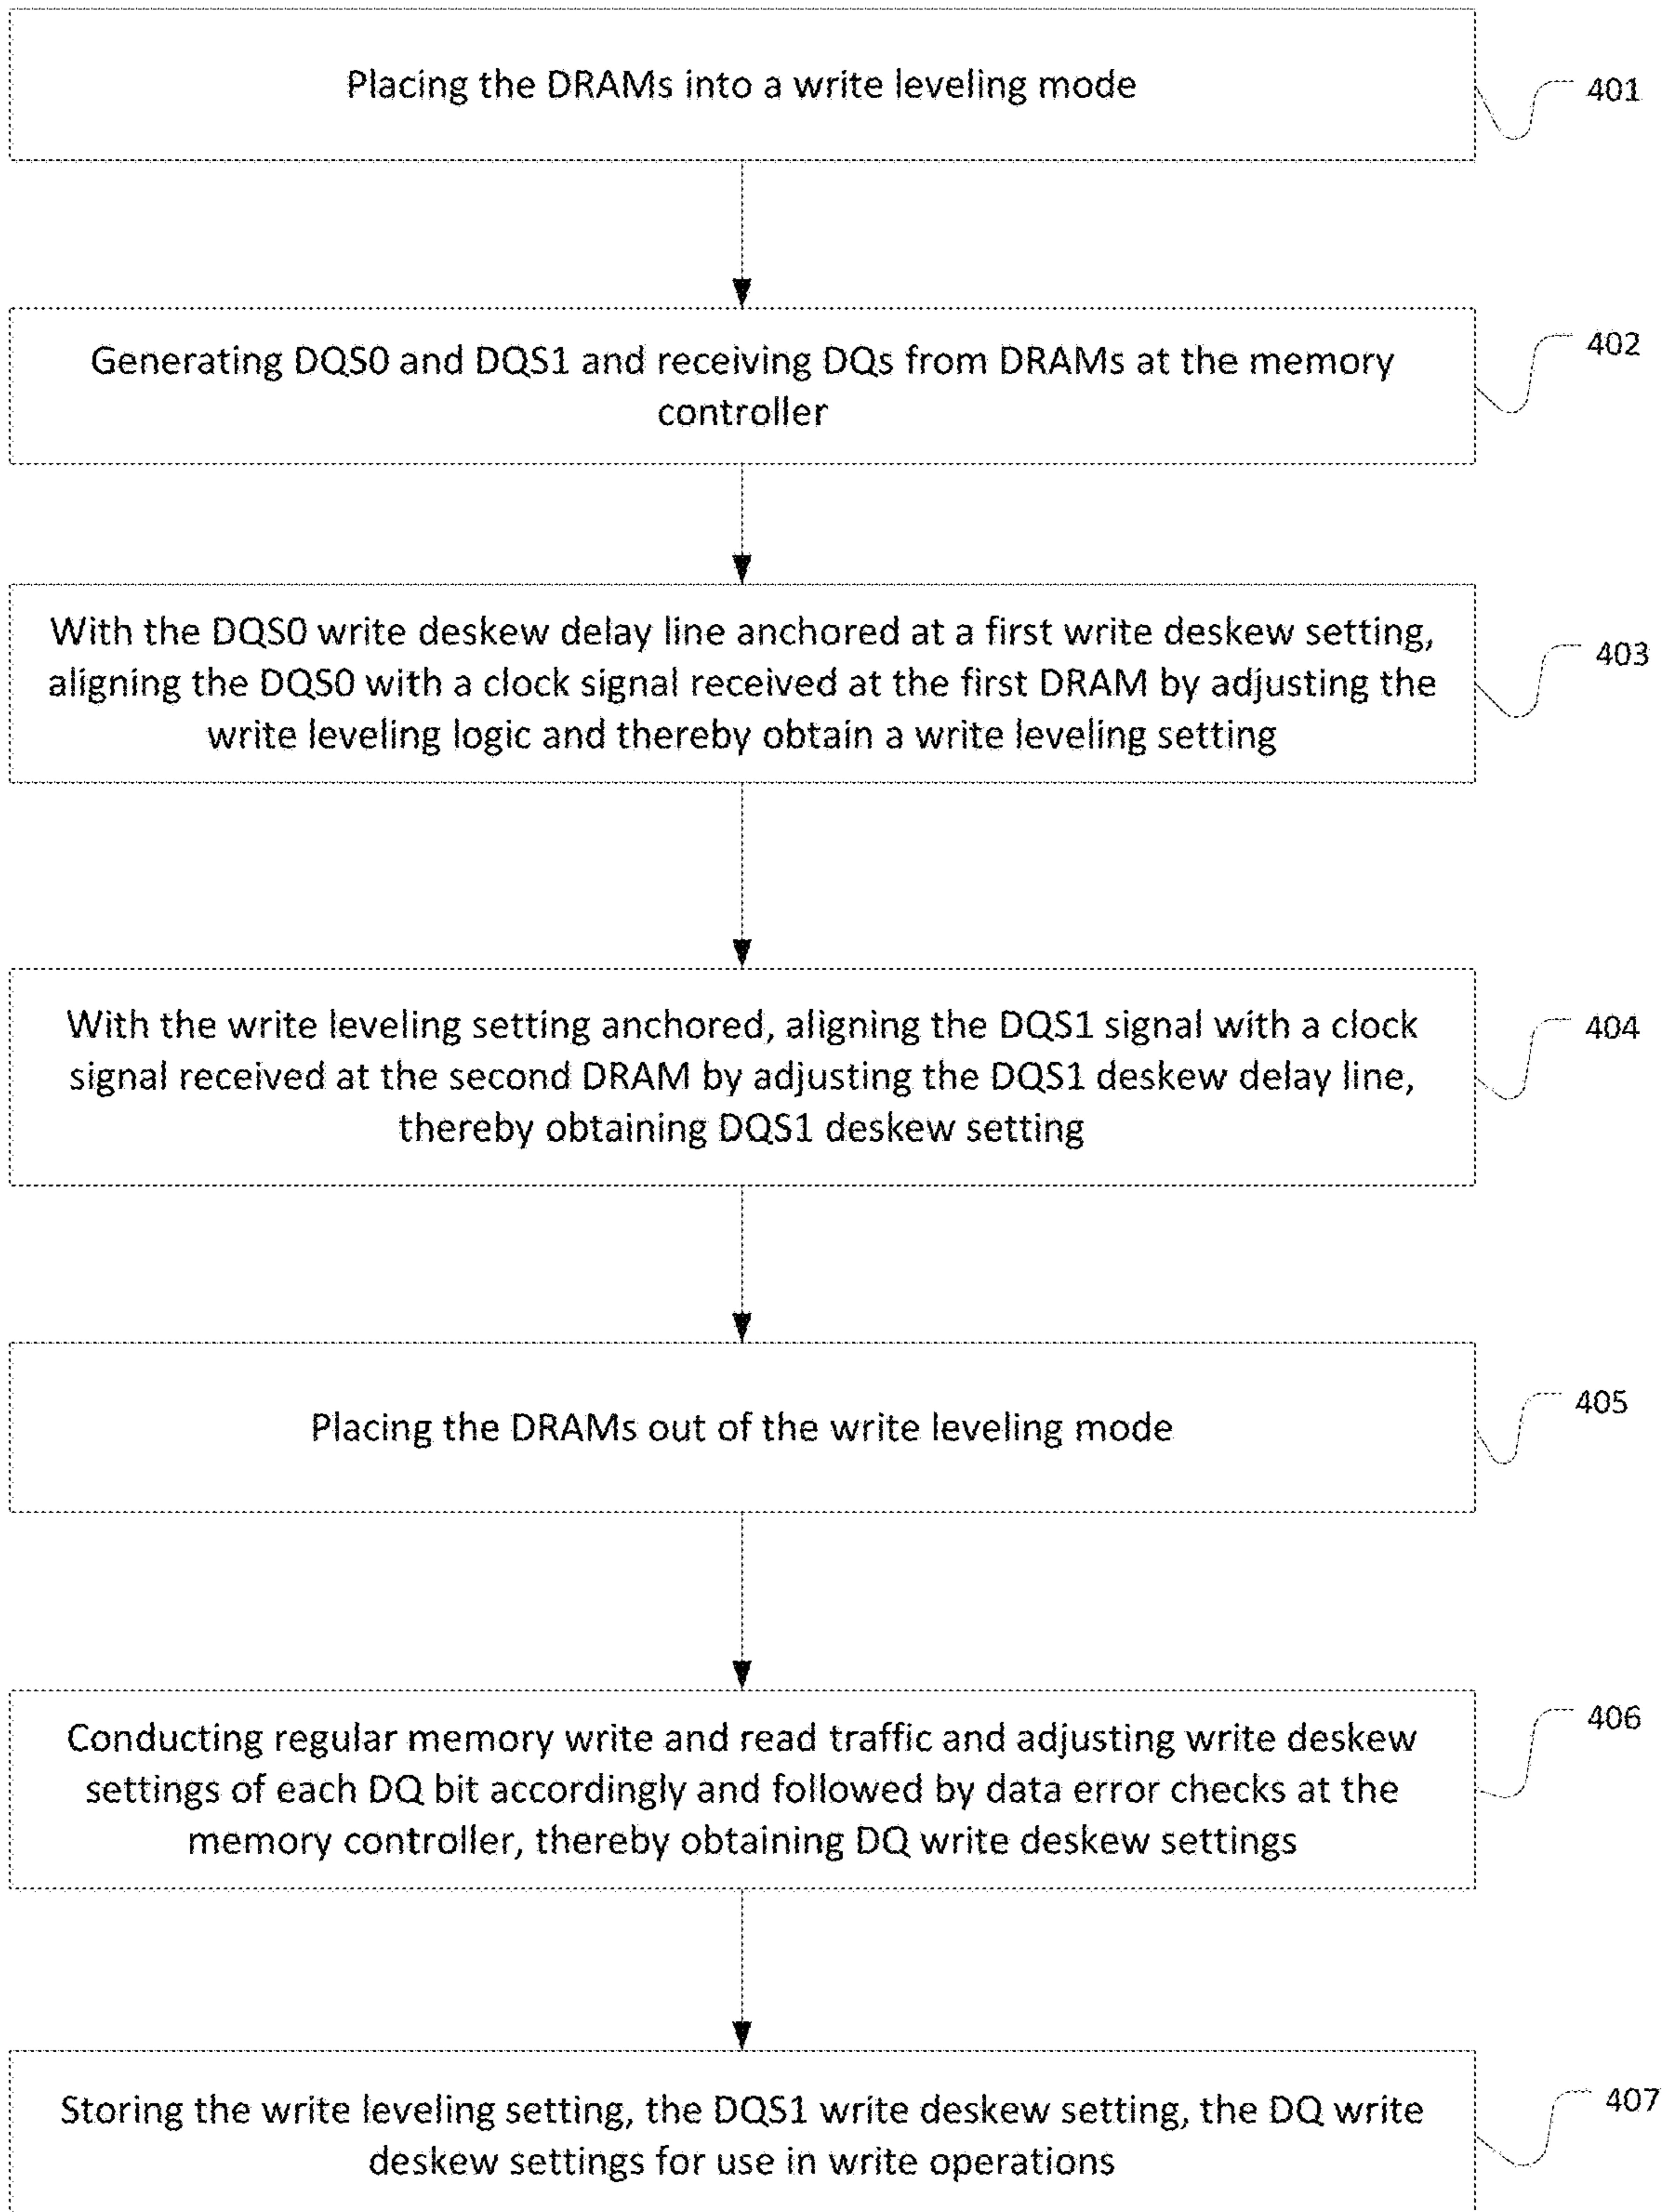 Placing the DRAMs into a write leveling mode
401
Generating DQS0 and DQS1 and receiving DQs from DRAMs at the memory
controller
402
With the DQS0 write deskew delay line anchored at a first write deskew setting,
aligning the DQS0 with a clock signal received at the first DRAM by adjusting the
write leveling logic and thereby obtain a write leveling setting
403
With the write leveling setting anchored, aligning the DQS1 signal with a clock
signal received at the second DRAM by adjusting the DQS1 deskew delay line,
thereby obtaining DQS1 deskew setting
404
Placing the DRAMs out of the write leveling mode
405
Conducting regular memory write and read traffic and adjusting write deskew
settings of each DQ bit accordingly and followed by data error checks at the
memory controller, thereby obtaining DQ write deskew settings
406
Storing the write leveling setting, the DQS1 write deskew setting, the DQ write
deskew settings for use in write operations
407